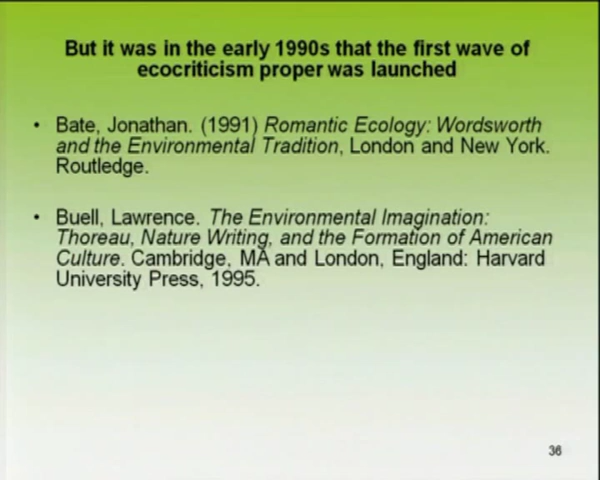 But it was in the early 1990s that the first wave of
ecocriticism proper was launched
• Bate, Jonathan. (1991) Romantic Ecology: Wordsworth
and the Environmental Tradition, London and New York.
Routledge.
• Buell, Lawrence. The Environmental Imagination:
Thoreau, Nature Writing, and the Formation of American
Culture. Cambridge, MA and London, England: Harvard
University Press, 1995.
36